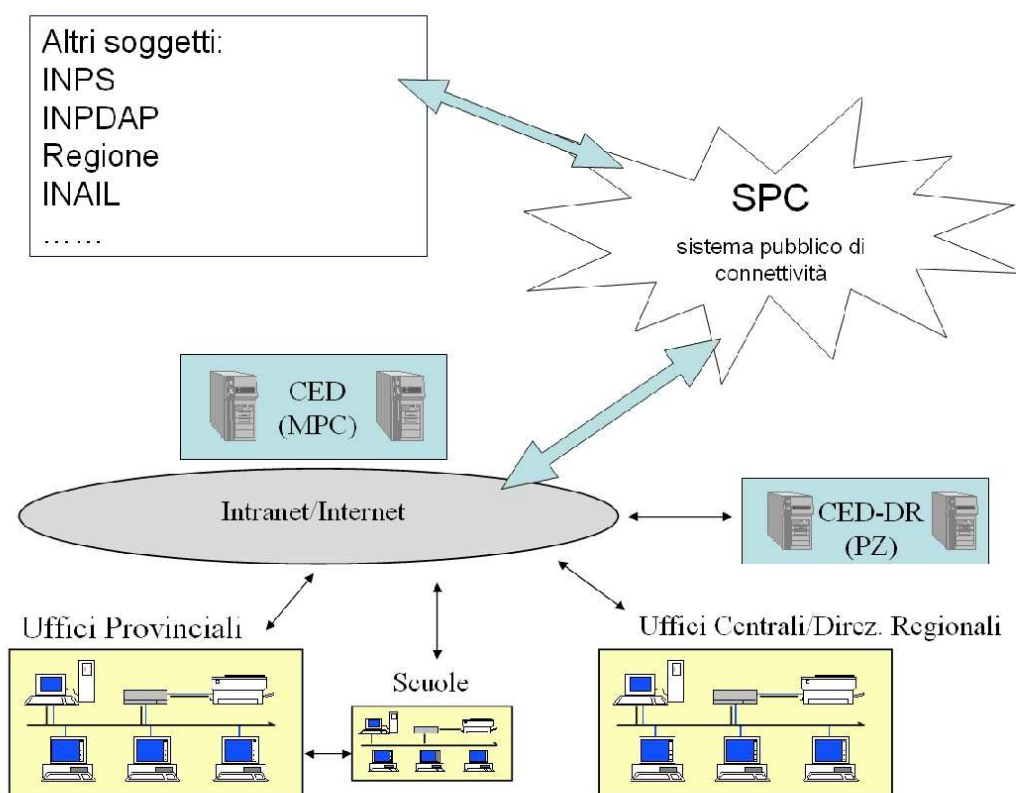 Altri soggetti:
INPS
INPDAP
Regione
INAIL
......
SPC
sistema pubblico di
connettività
CED
(MPC)
Intranet/Internet
CED-DR
(PZ)
Uffici Provinciali
Scuole
Uffici Centrali/Direz. Regionali